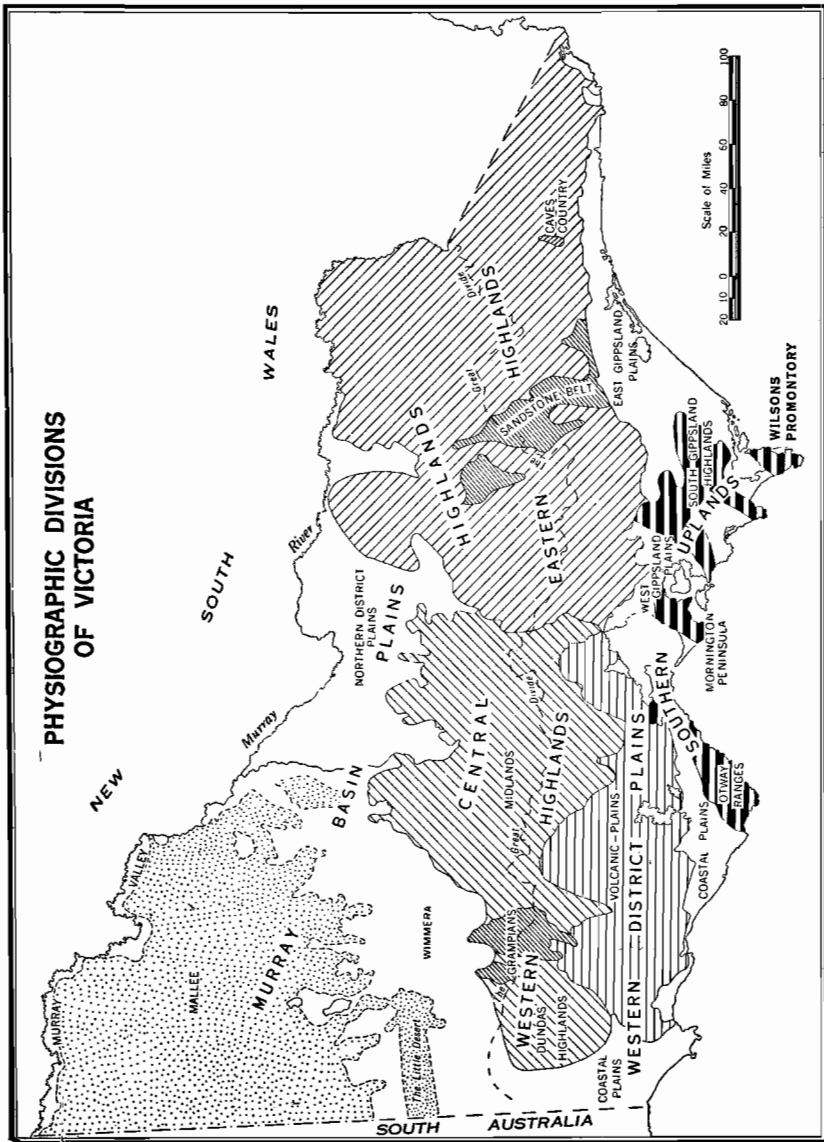 PHYSIOGRAPHIC DIVISIONS
OF VICTORIA
NEW
SOUTH
WALES
MURRAY
VALLEY
Murray
River
MALLEE
MURRAY
BASIN
PLAINS
NORTHERN DISTRICT
PLAINS
The Little Desert
WIMMERA
HIGHLANDS
HIGHLANDS
EASTERN
The
Great
Divide
SANDSTONE BELT
CAVES
COUNTRY
CENTRAL
MIDLANDS
HIGHLANDS
The
Great
Divide
GRAMPIANS
WESTERN
DUNDAS
HIGHLANDS
COASTAL
PLAINS
VOLCANIC-PLAINS
WESTERN DISTRICT PLAINS
COASTAL PLAINS
OTWAY
RANGES
SOUTHERN
UPLANDS
MORNINGTON
PENINSULA
WEST GIPPSLAND
PLAINS
SOUTH GIPPSLAND
HIGHLANDS
EAST GIPPSLAND
PLAINS
WILSONS
PROMONTORY
SOUTH AUSTRALIA
Scale of Miles
20 10 0 20 40 60 80 100